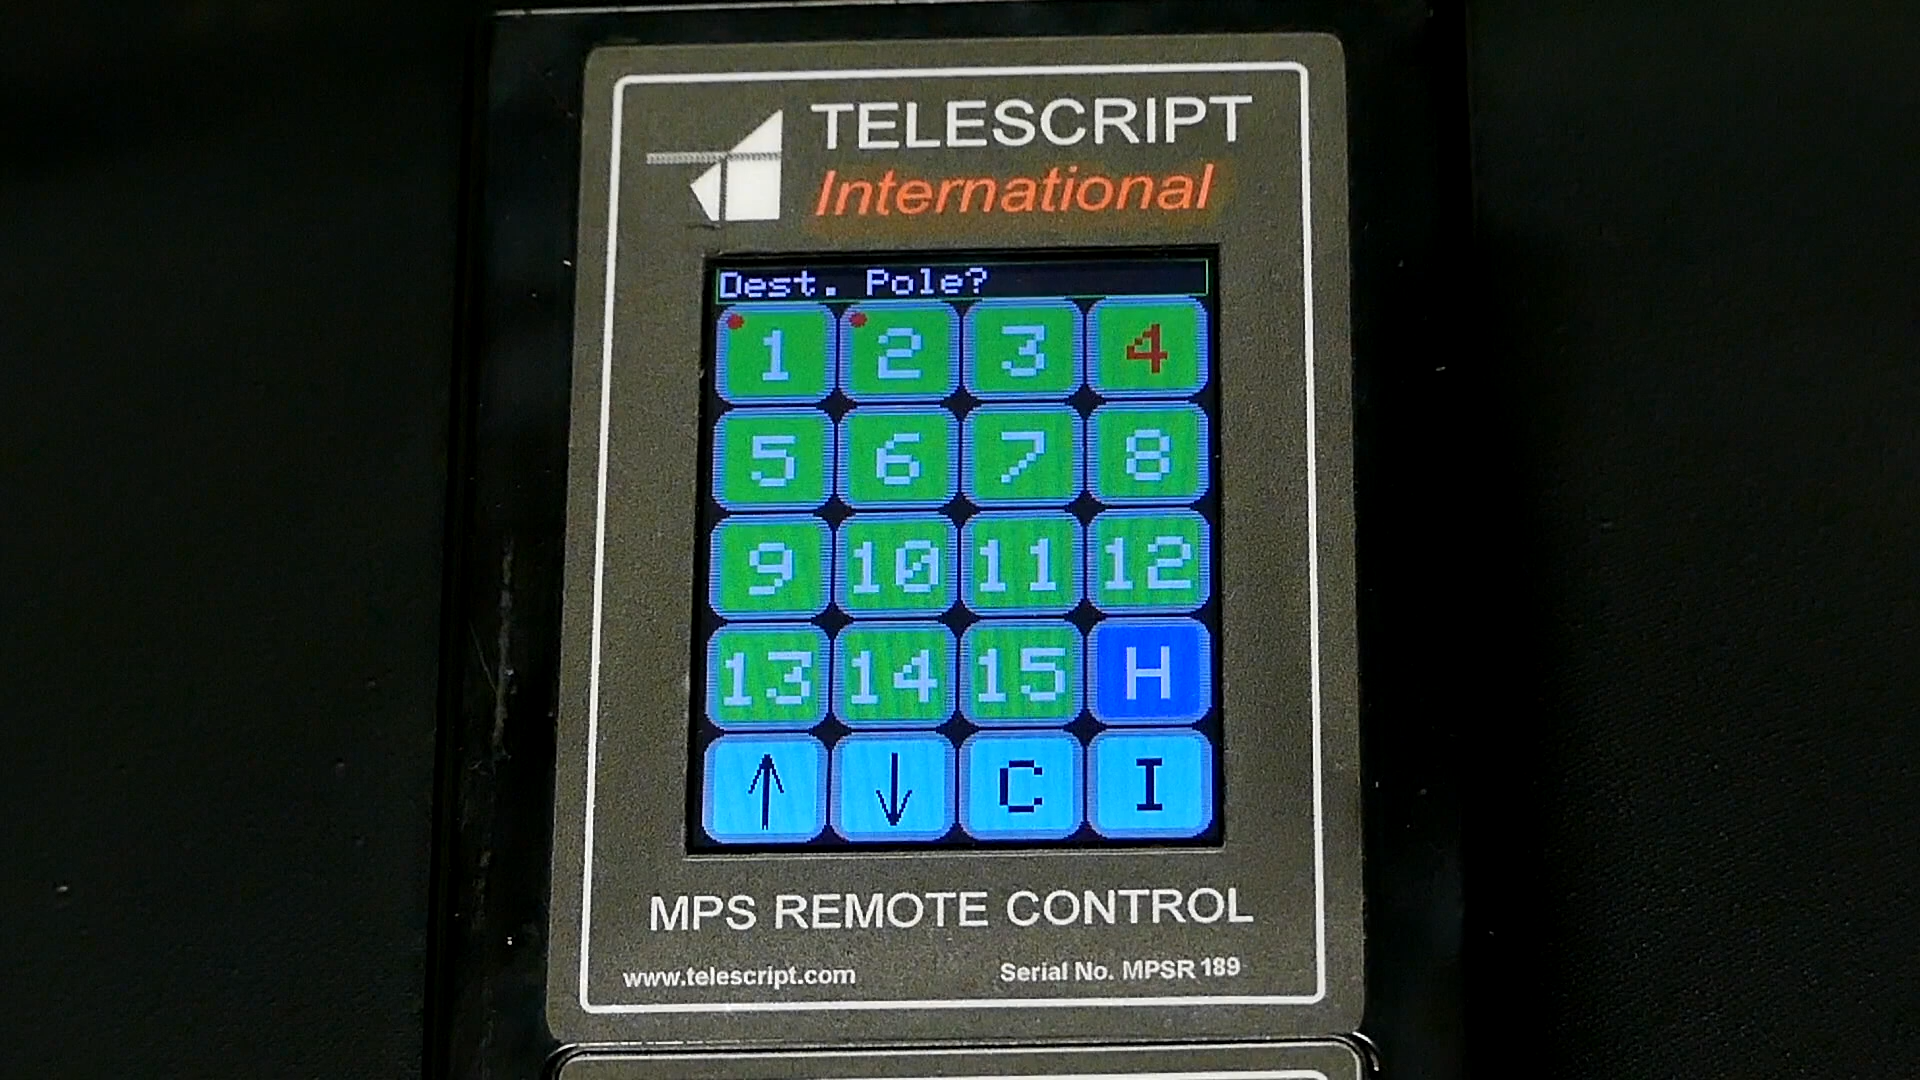 TELESCRIPT
International
Dest. Pole?
1 2 3 4
5 6 7 8
9 10 11 12
13 14 15 H
↑ ↓ C I
MPS REMOTE CONTROL
www.telescript.com Serial No. MPSR 189